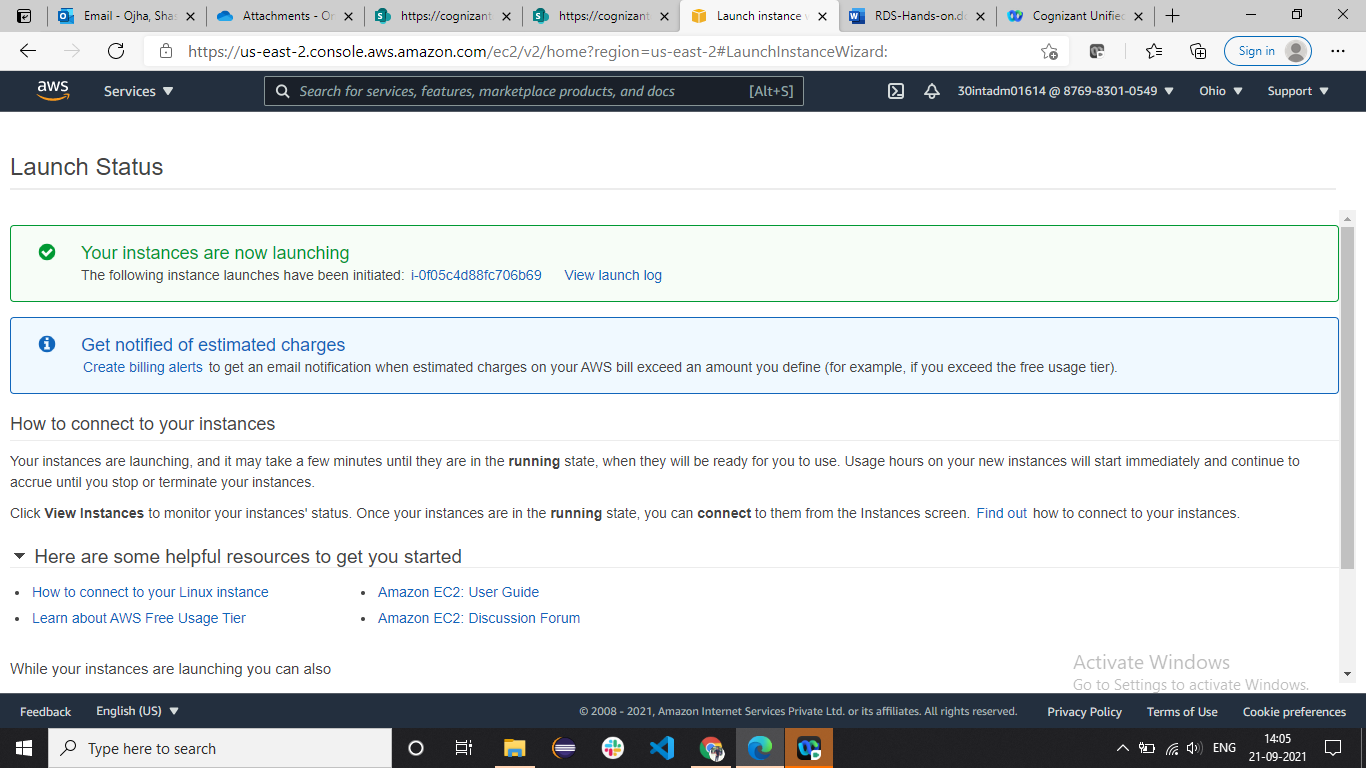 Email - Ojha, Sha
Attachments - Or
https://cognizant
https://cognizant
Launch instance w
RDS-Hands-on.do
Cognizant Unified
https://us-east-2.console.aws.amazon.com/ec2/v2/home?region=us-east-2#LaunchInstanceWizard:
Sign in
aws
Services
Search for services, features, marketplace products, and docs
[Alt+S]
30intadm01614 @ 8769-8301-0549
Ohio
Support
Launch Status
Your instances are now launching
The following instance launches have been initiated: i-0f05c4d88fc706b69 View launch log
Get notified of estimated charges
Create billing alerts to get an email notification when estimated charges on your AWS bill exceed an amount you define (for example, if you exceed the free usage tier).
How to connect to your instances
Your instances are launching, and it may take a few minutes until they are in the running state, when they will be ready for you to use. Usage hours on your new instances will start immediately and continue to
accrue until you stop or terminate your instances.
Click View Instances to monitor your instances' status. Once your instances are in the running state, you can connect to them from the Instances screen. Find out how to connect to your instances.
Here are some helpful resources to get you started
• How to connect to your Linux instance
• Amazon EC2: User Guide
• Learn about AWS Free Usage Tier
• Amazon EC2: Discussion Forum
While your instances are launching you can also
Activate Windows
Go to Settings to activate Windows.
Feedback
English (US)
© 2008 - 2021, Amazon Internet Services Private Ltd. or its affiliates. All rights reserved.
Privacy Policy
Terms of Use
Cookie preferences
Type here to search
ENG
14:05
21-09-2021